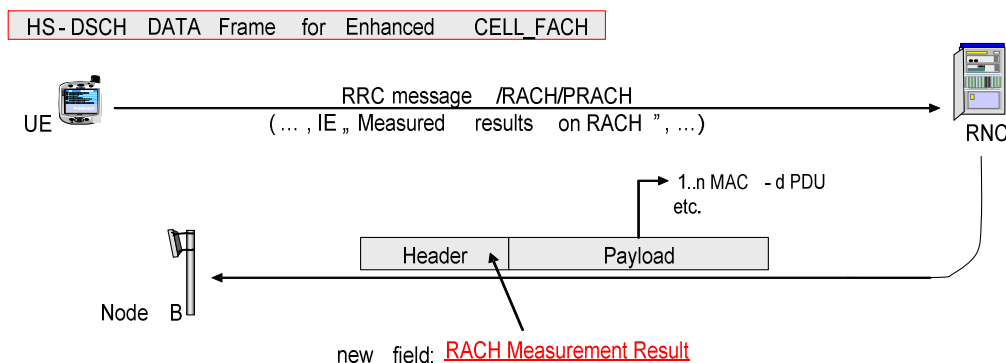 HS-DSCH DATA Frame for Enhanced CELL_FACH
RRC message /RACH/PRACH
UE
(... , IE „ Measured results on RACH ”, ...)
RNC
1..n MAC - d PDU
etc.
Header
Payload
Node B
new field: RACH Measurement Result